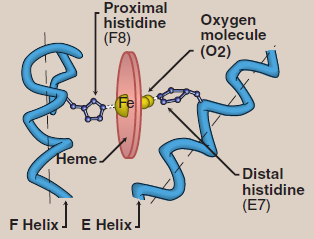 Proximal
histidine
(F8)
Oxygen
molecule
(O2)
Fe
Heme
Distal
histidine
(E7)
F Helix
E Helix